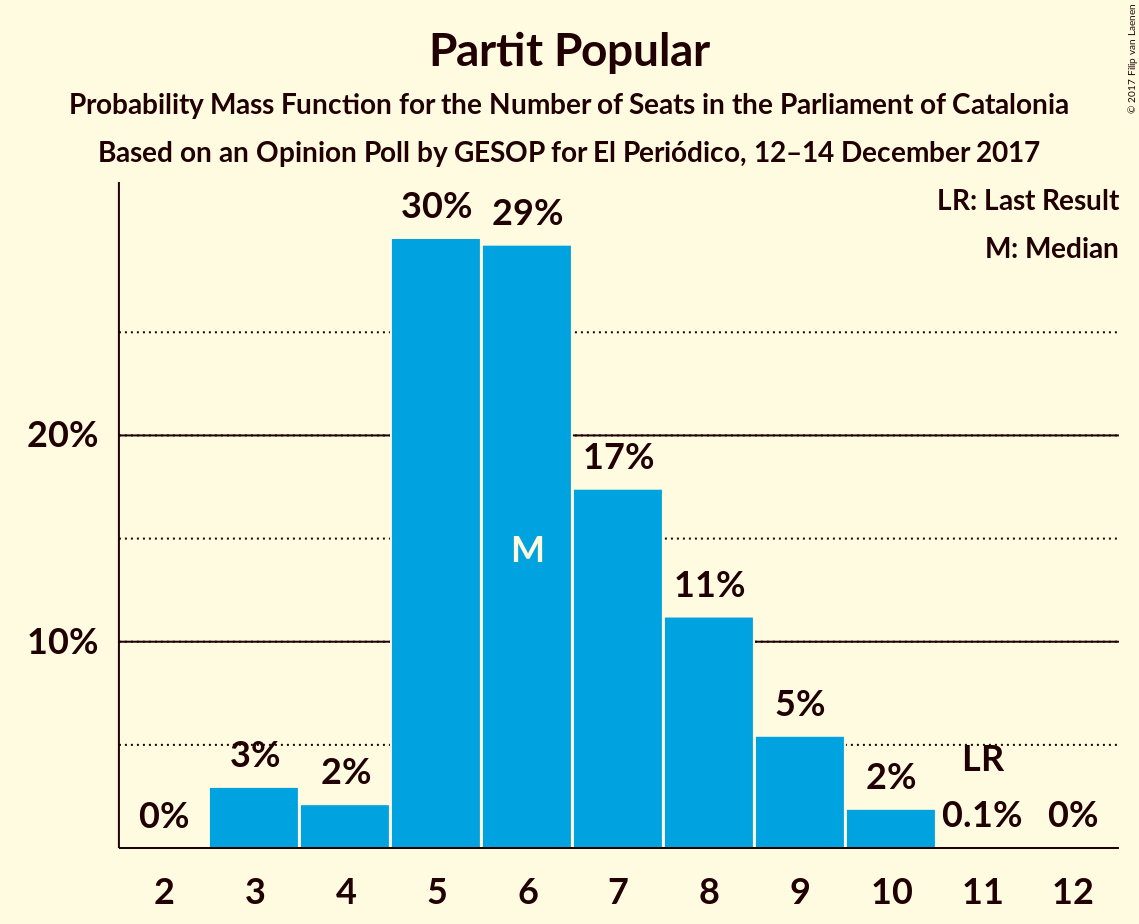 Partit Popular
Probability Mass Function for the Number of Seats in the Parliament of Catalonia
Based on an Opinion Poll by GESOP for El Periódico, 12–14 December 2017
© 2017 Filip van Laenen
LR: Last Result
M: Median
30%
29%
20%
17%
M
11%
10%
5%
3%
2%
2%
LR
0%
0.1%
0%
2 3 4 5 6 7 8 9 10 11 12